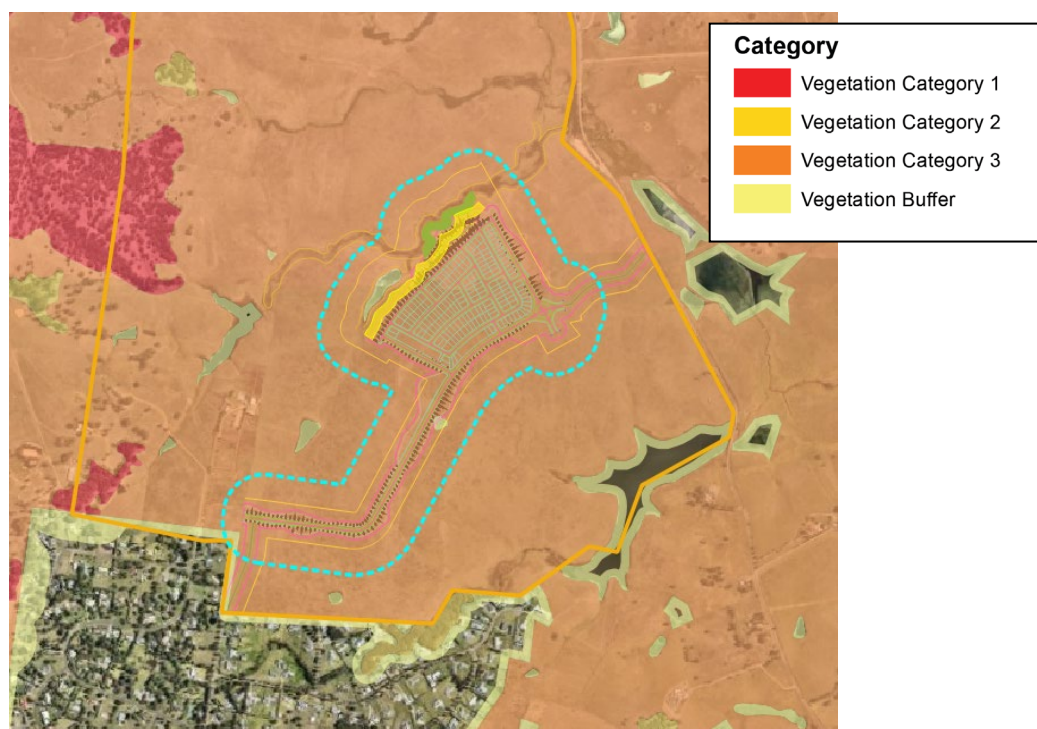 Category
Vegetation Category 1
Vegetation Category 2
Vegetation Category 3
Vegetation Buffer